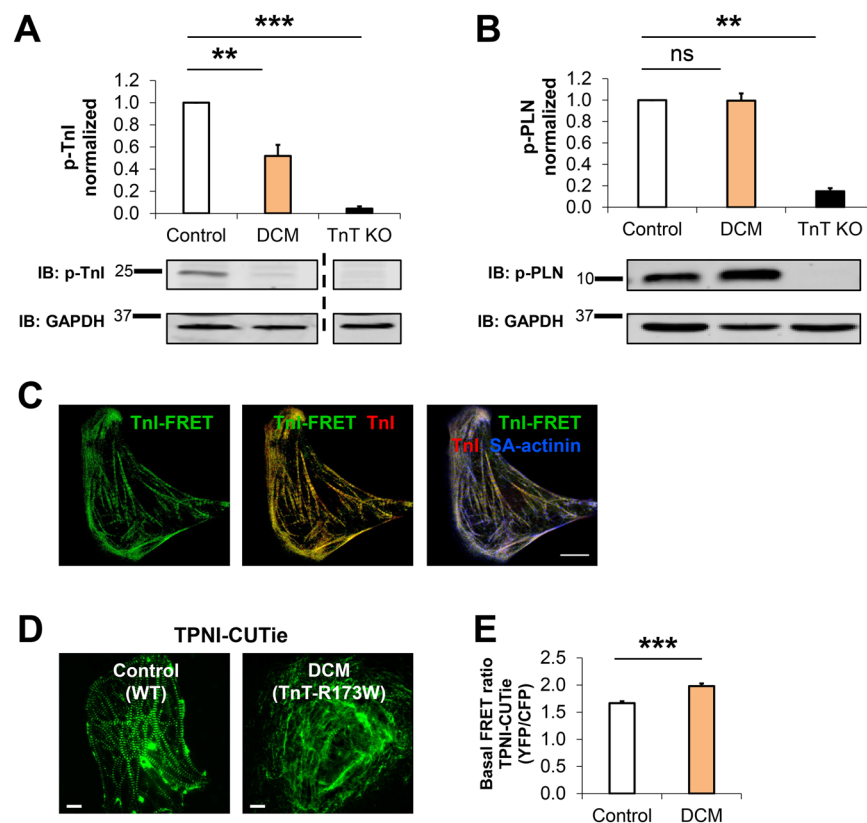 A
***
**
p-TnI
normalized
1.2
1.0
0.8
0.6
0.4
0.2
0.0
Control DCM TnT KO
IB: p-TnI 25
IB: GAPDH 37
B
**
ns
p-PLN
normalized
1.2
1.0
0.8
0.6
0.4
0.2
0.0
Control DCM TnT KO
IB: p-PLN 10
IB: GAPDH 37
C
TnI-FRET
TnI-FRET TnI
TnI-FRET
TnI SA-actinin
D
TPNI-CUTie
Control
(WT)
DCM
(TnT-R173W)
E
***
Basal FRET ratio
TPNI-CUTie
(YFP/CFP)
2.5
2.0
1.5
1.0
0.5
0.0
Control DCM